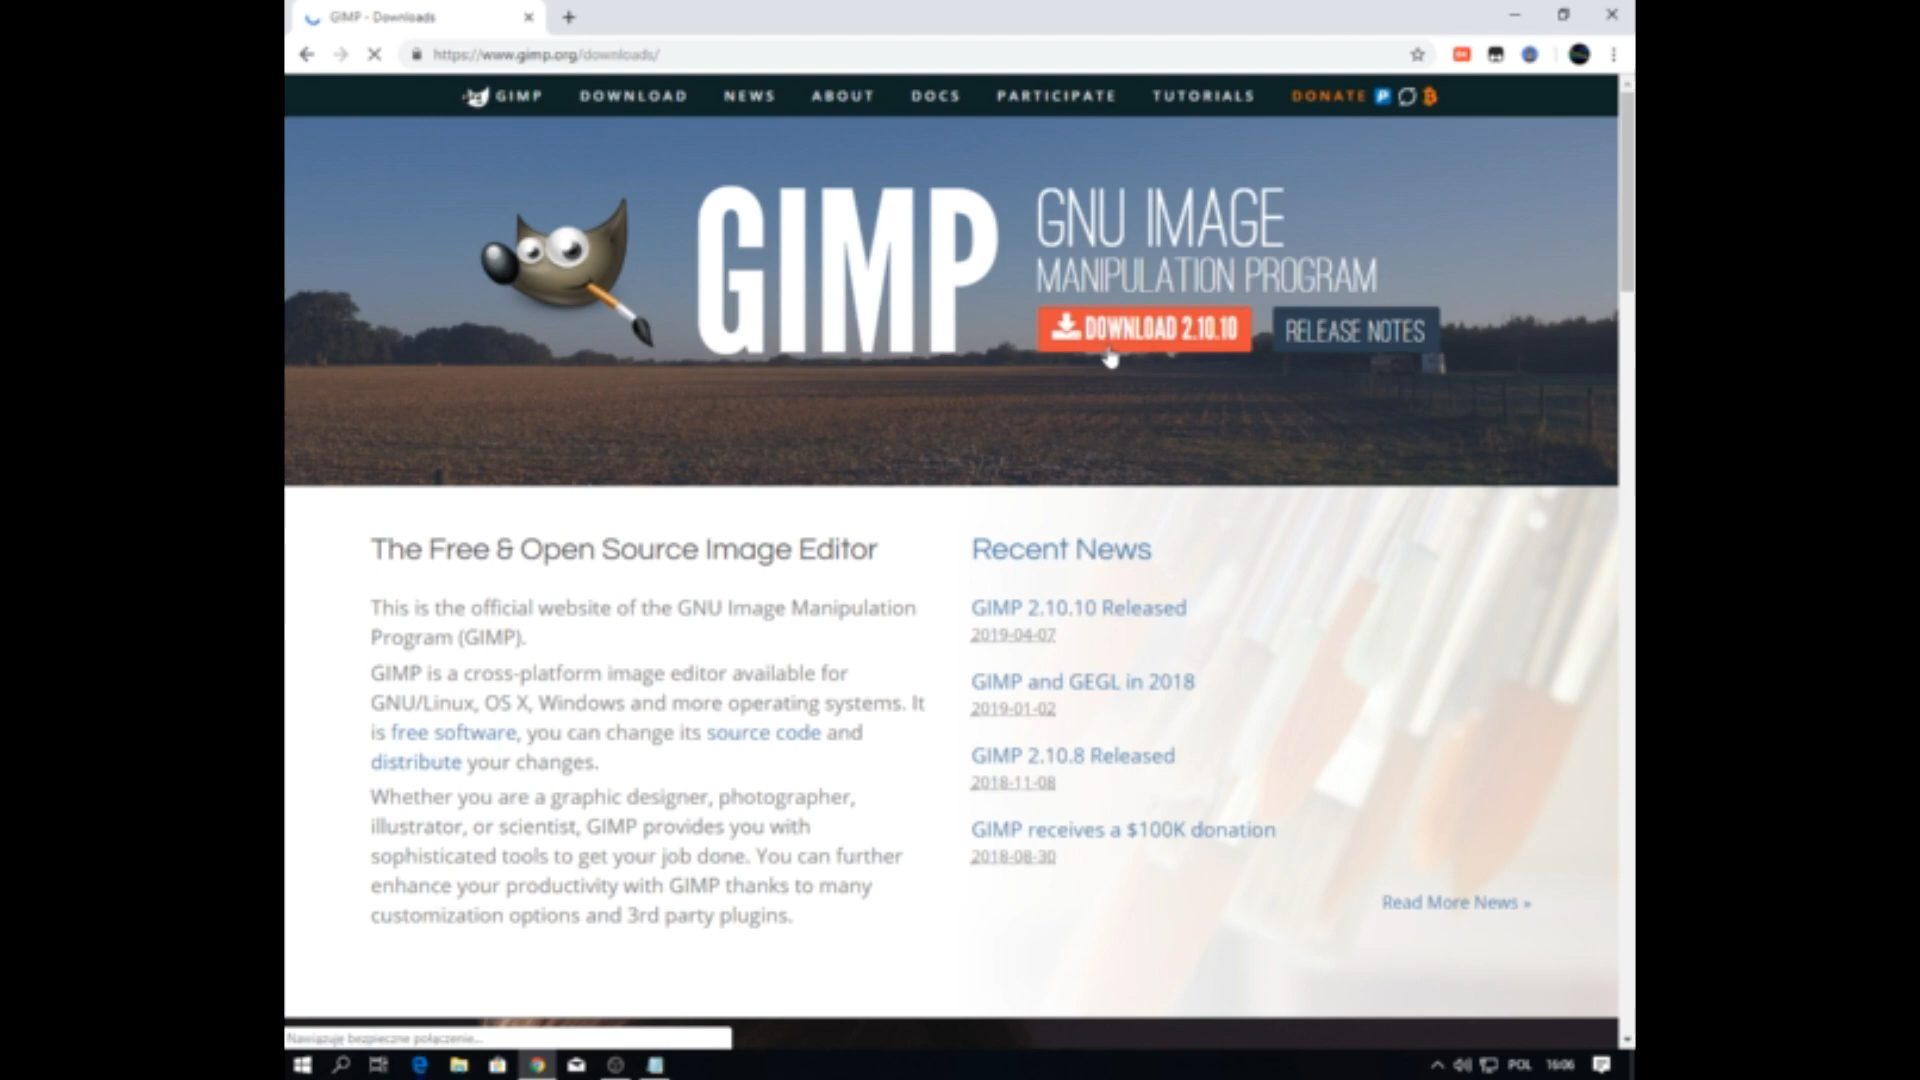 GIMP - Downloads
https://www.gimp.org/downloads/
GIMP DOWNLOAD NEWS ABOUT DOCS PARTICIPATE TUTORIALS DONATE
GIMP
GNU IMAGE
MANIPULATION PROGRAM
DOWNLOAD 2.10.10 RELEASE NOTES
The Free & Open Source Image Editor
This is the official website of the GNU Image Manipulation
Program (GIMP).
GIMP is a cross-platform image editor available for
GNU/Linux, OS X, Windows and more operating systems. It
is free software, you can change its source code and
distribute your changes.
Whether you are a graphic designer, photographer,
illustrator, or scientist, GIMP provides you with
sophisticated tools to get your job done. You can further
enhance your productivity with GIMP thanks to many
customization options and 3rd party plugins.
Recent News
GIMP 2.10.10 Released
2019-04-07
GIMP and GEGL in 2018
2019-01-02
GIMP 2.10.8 Released
2018-11-08
GIMP receives a $100K donation
2018-08-30
Read More News »
Nawiązuję bezpieczne połączenie...
POL 16:06